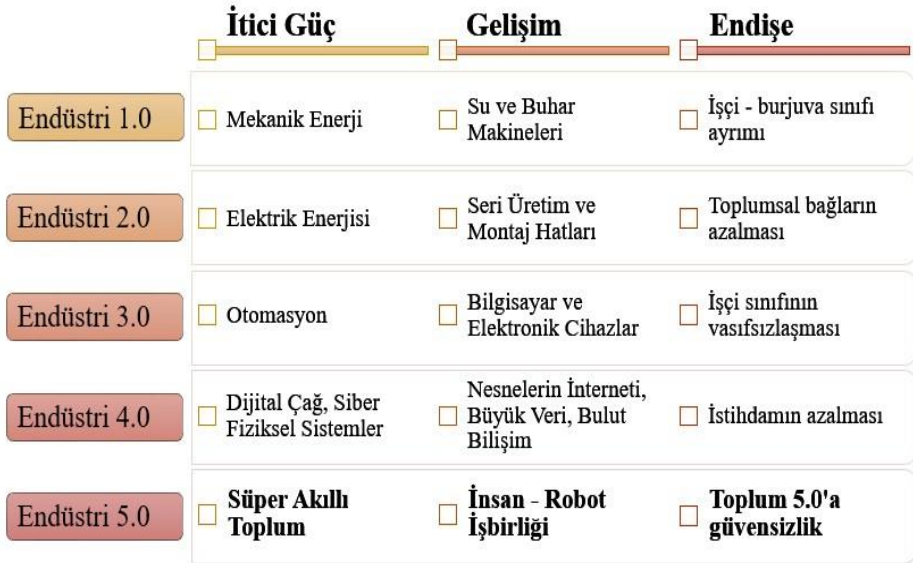 İtici Güç
Gelişim
Endişe
Endüstri 1.0
Mekanik Enerji
Su ve Buhar
Makineleri
İşçi - burjuva sınıfı
ayrımı
Endüstri 2.0
Elektrik Enerjisi
Seri Üretim ve
Montaj Hatları
Toplumsal bağların
azalması
Endüstri 3.0
Otomasyon
Bilgisayar ve
Elektronik Cihazlar
İşçi sınıfının
vasıfsızlaşması
Endüstri 4.0
Dijital Çağ, Siber
Fiziksel Sistemler
Nesnelerin İnterneti,
Büyük Veri, Bulut
Bilişim
İstihdamın azalması
Endüstri 5.0
Süper Akıllı
Toplum
İnsan - Robot
İşbirliği
Toplum 5.0'a
güvensizlik